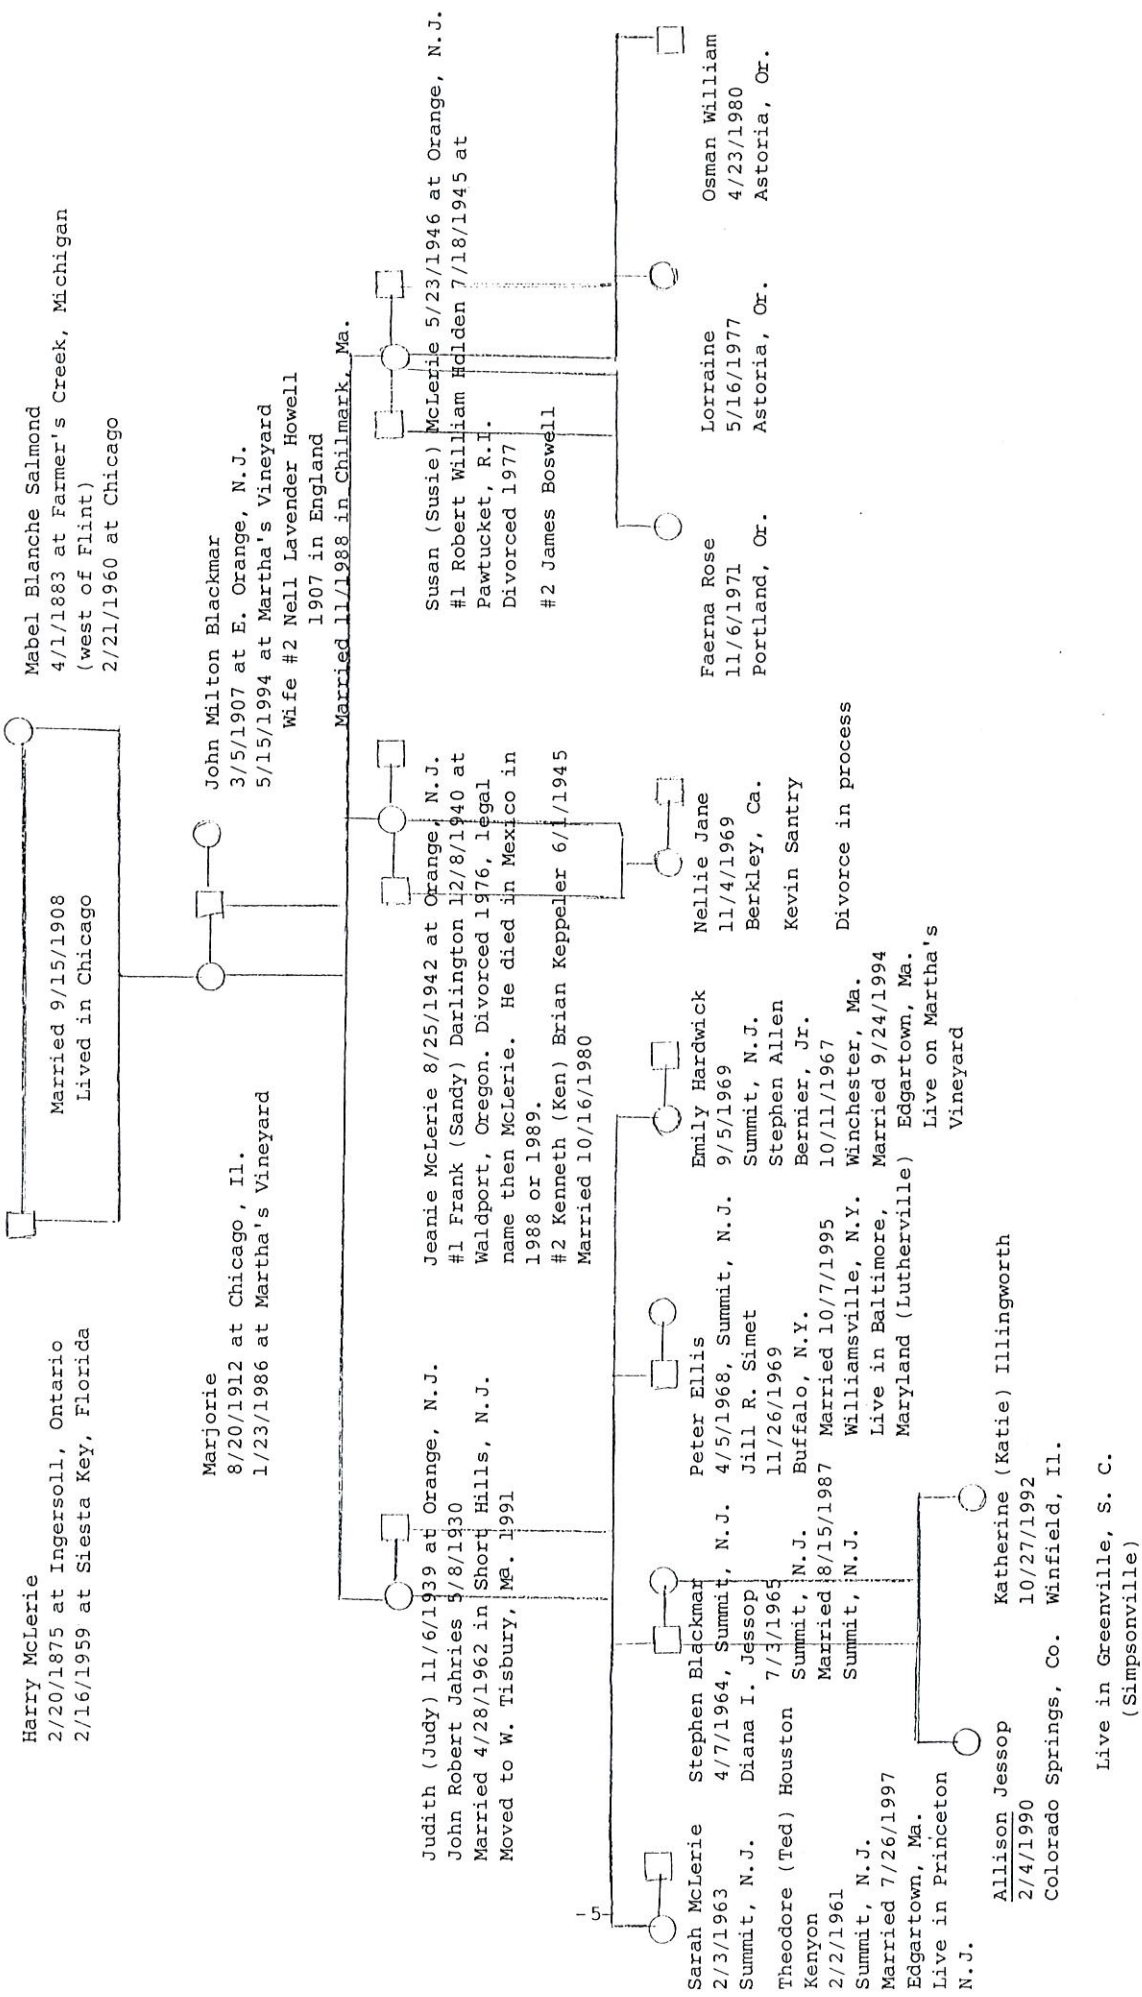 Harry McLerie
2/20/1875 at Ingersoll, Ontario
2/16/1959 at Siesta Key, Florida
Married 9/15/1908
Lived in Chicago
Mabel Blanche Salmond
4/1/1883 at Farmer's Creek, Michigan
(west of Flint)
2/21/1960 at Chicago
Marjorie
8/20/1912 at Chicago, Il.
1/23/1986 at Martha's Vineyard
John Milton Blackmar
3/5/1907 at E. Orange, N.J.
5/15/1994 at Martha's Vineyard
Wife #2 Nell Lavender Howell
1907 in England
Married 11/1988 in Chilmark, Ma.
Judith (Judy) 11/6/1939 at Orange, N.J.
John Robert Jahries 5/8/1930
Married 4/28/1962 in Short Hills, N.J.
Moved to W. Tisbury, Ma. 1991
Jeanie McLerie 8/25/1942 at Orange, N.J.
#1 Frank (Sandy) Darlington 12/8/1940 at
Waldport, Oregon. Divorced 1976, legal
name then McLerie. He died in Mexico in
1988 or 1989.
#2 Kenneth (Ken) Brian Keppeler 6/1/1945
Married 10/16/1980
Susan (Susie) McLerie 5/23/1946 at Orange, N.J.
#1 Robert William Holden 7/18/1945 at
Pawtucket, R.I.
Divorced 1977
#2 James Boswell
-5-
Sarah McLerie
2/3/1963
Summit, N.J.
Theodore (Ted) Houston
Kenyon
2/2/1961
Summit, N.J.
Married 7/26/1997
Edgartown, Ma.
Live in Princeton
N.J.
Stephen Blackmar
4/7/1964, Summit, N.J.
Diana I. Jessop
7/3/1965
Summit, N.J.
Married 8/15/1987
Summit, N.J.
Peter Ellis
4/5/1968, Summit, N.J.
Jill R. Simet
11/26/1969
Buffalo, N.Y.
Married 10/7/1995
Williamsville, N.Y.
Live in Baltimore,
Maryland (Lutherville)
Emily Hardwick
9/5/1969
Summit, N.J.
Stephen Allen
Bernier, Jr.
10/11/1967
Winchester, Ma.
Married 9/24/1994
Edgartown, Ma.
Live on Martha's
Vineyard
Nellie Jane
11/4/1969
Berkley, Ca.
Kevin Santry
Divorce in process
Faerna Rose
11/6/1971
Portland, Or.
Lorraine
5/16/1977
Astoria, Or.
Osman William
4/23/1980
Astoria, Or.
Allison Jessop
2/4/1990
Colorado Springs, Co.
Katherine (Katie) Illingworth
10/27/1992
Winfield, Il.
Live in Greenville, S. C.
(Simpsonville)